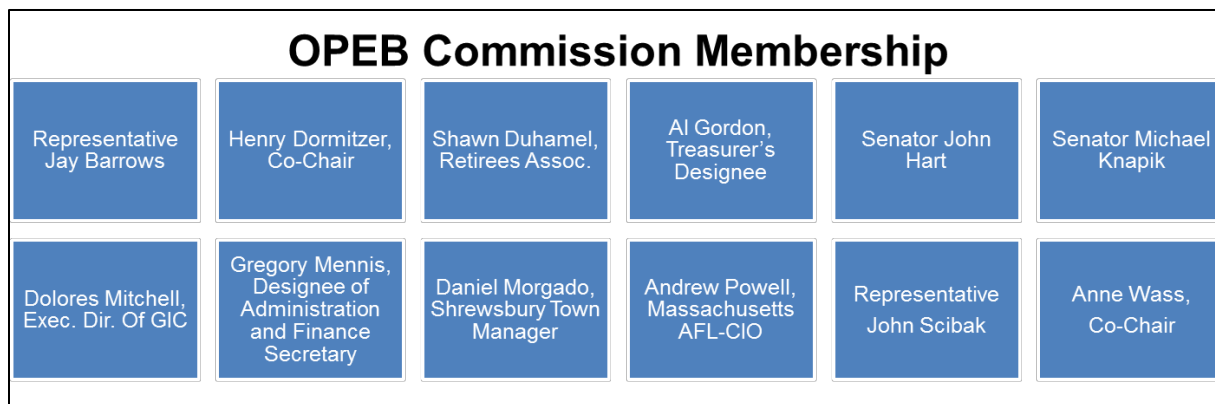 OPEB Commission Membership
Representative
Jay Barrows
Henry Dormitzer,
Co-Chair
Shawn Duhamel,
Retirees Assoc.
Al Gordon,
Treasurer’s
Designee
Senator John
Hart
Senator Michael
Knapik
Dolores Mitchell,
Exec. Dir. Of GIC
Gregory Mennis,
Designee of
Administration
and Finance
Secretary
Daniel Morgado,
Shrewsbury Town
Manager
Andrew Powell,
Massachusetts
AFL-CIO
Representative
John Scibak
Anne Wass,
Co-Chair